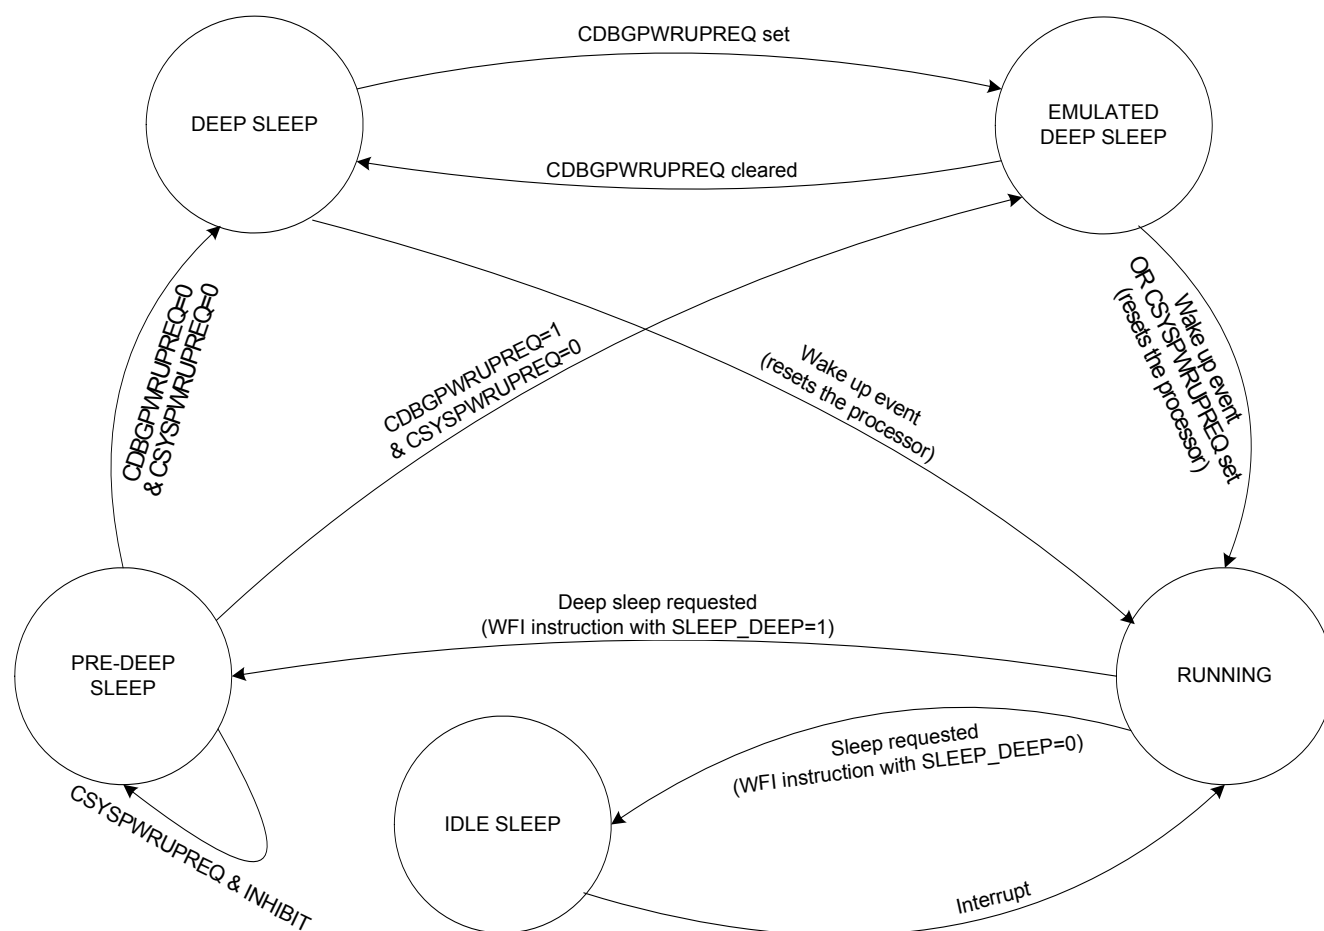 CDBGPWRUPREQ set
DEEP SLEEP
EMULATED
DEEP SLEEP
CDBGPWRUPREQ cleared
CDBGPWRUPREQ=0
& CSYSPWRUPREQ=0
CDBGPWRUPREQ=1
& CSYSPWRUPREQ=0
Wake up event
(resets the processor)
Wake up event
OR CSYSPWRUPREQ set
(resets the processor)
Deep sleep requested
(WFI instruction with SLEEP_DEEP=1)
PRE-DEEP
SLEEP
RUNNING
Sleep requested
(WFI instruction with SLEEP_DEEP=0)
IDLE SLEEP
CSYSPWRUPREQ & INHIBIT
Interrupt